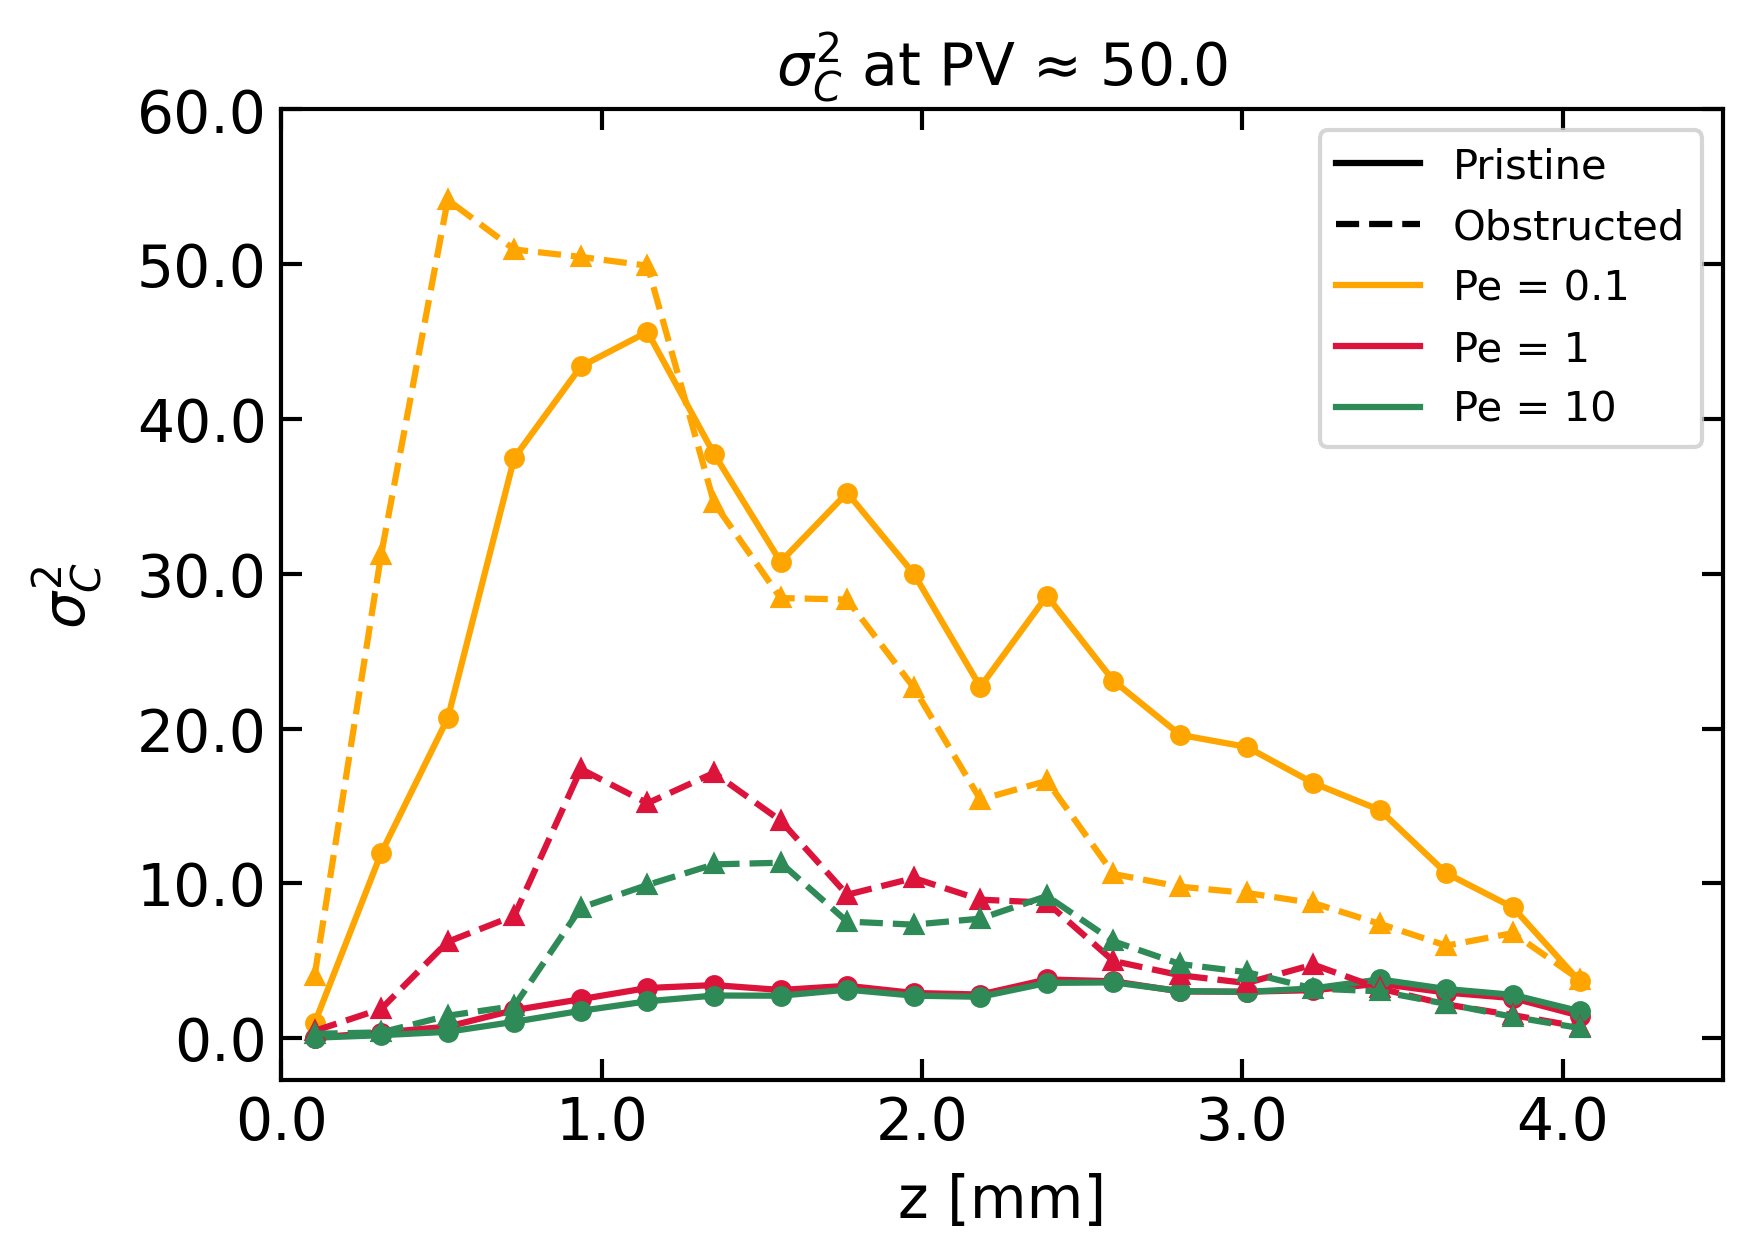 σ_C^2 at PV ≈ 50.0
60.0
50.0
40.0
30.0
20.0
10.0
0.0
σ_C^2
Pristine
Obstructed
Pe = 0.1
Pe = 1
Pe = 10
0.0 1.0 2.0 3.0 4.0
z [mm]